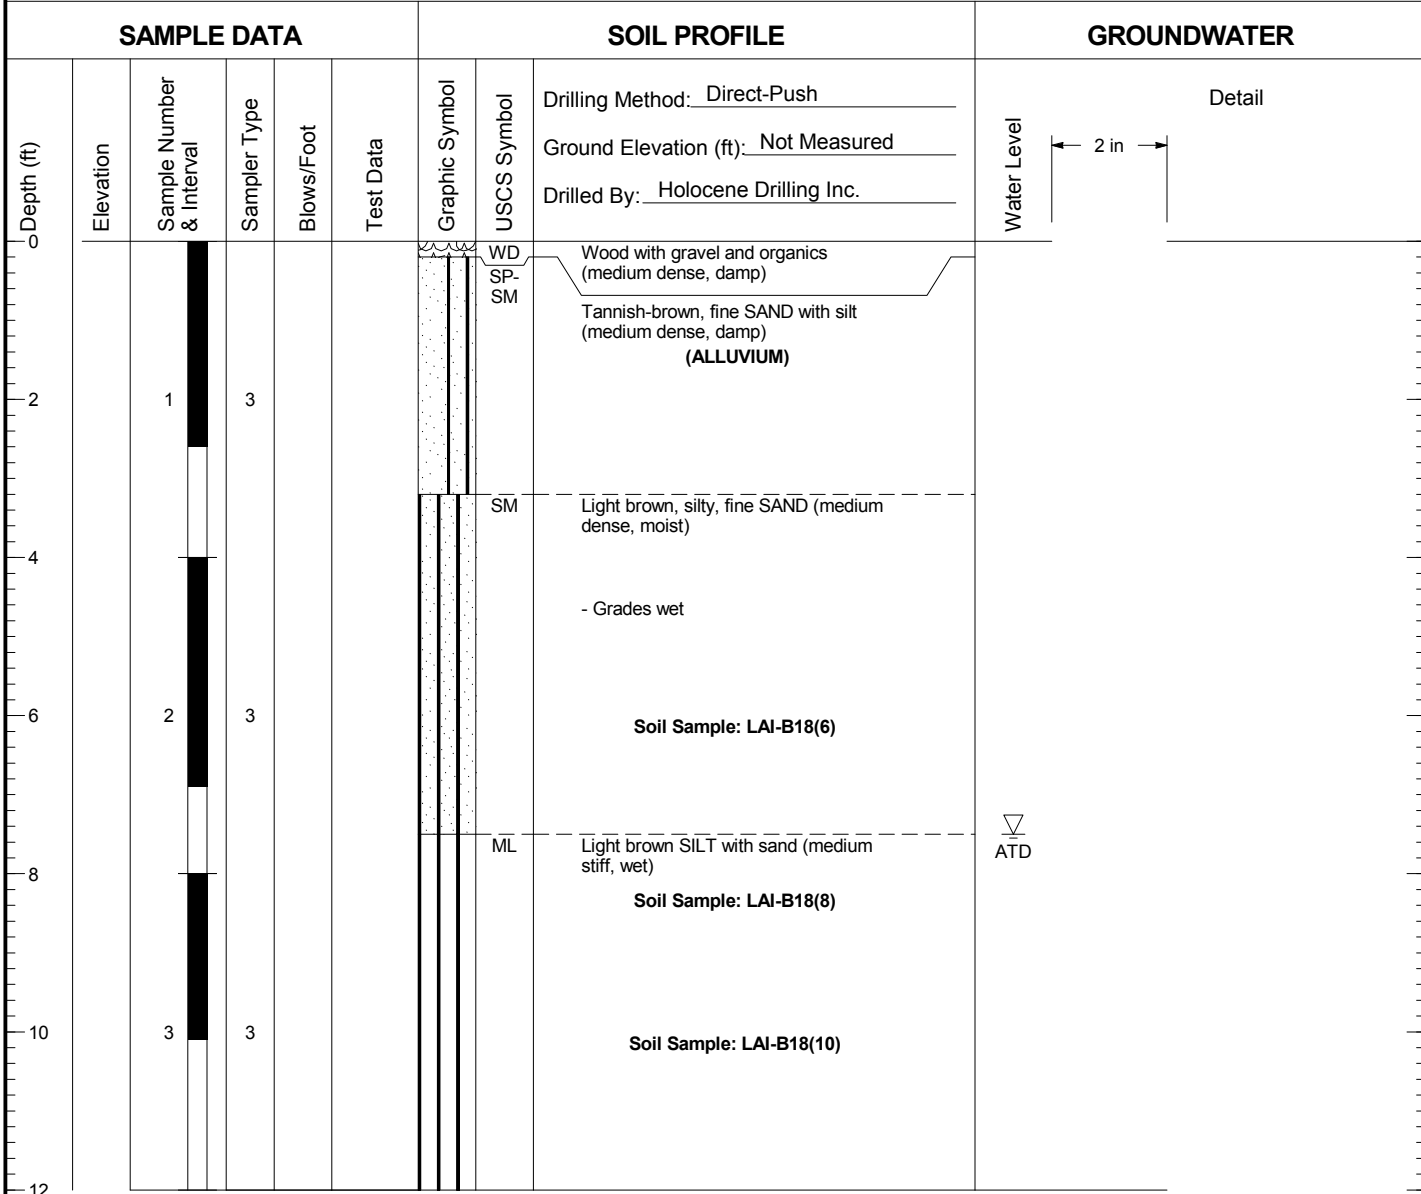 SAMPLE DATA
SOIL PROFILE
GROUNDWATER
Depth (ft)
Elevation
Sample Number
& Interval
Sampler Type
Blows/Foot
Test Data
Graphic Symbol
USCS Symbol
Drilling Method: Direct-Push
Ground Elevation (ft): Not Measured
Drilled By: Holocene Drilling Inc.
Water Level
Detail
2 in
0
WD
Wood with gravel and organics
(medium dense, damp)
SP-
SM
Tannish-brown, fine SAND with silt
(medium dense, damp)
(ALLUVIUM)
2
1
3
SM
Light brown, silty, fine SAND (medium
dense, moist)
4
- Grades wet
6
2
3
Soil Sample: LAI-B18(6)
ML
Light brown SILT with sand (medium
stiff, wet)
ATD
8
Soil Sample: LAI-B18(8)
10
3
3
Soil Sample: LAI-B18(10)
12